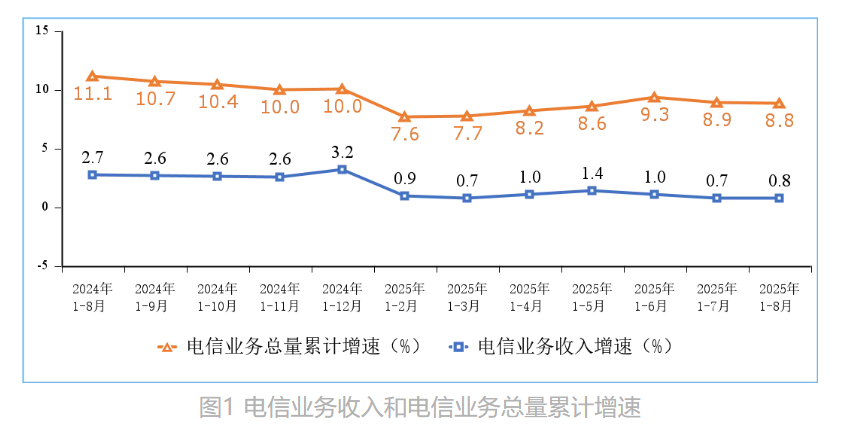 15
10
5
0
-5
11.1 10.7 10.4 10.0 10.0 7.6 7.7 8.2 8.6 9.3 8.9 8.8
2.7 2.6 2.6 2.6 3.2 0.9 0.7 1.0 1.4 1.0 0.7 0.8
2024年 2024年 2024年 2024年 2024年 2025年 2025年 2025年 2025年 2025年 2025年 2025年
1-8月 1-9月 1-10月 1-11月 1-12月 1-2月 1-3月 1-4月 1-5月 1-6月 1-7月 1-8月
电信业务总量累计增速（%） 电信业务收入增速（%）
图1 电信业务收入和电信业务总量累计增速